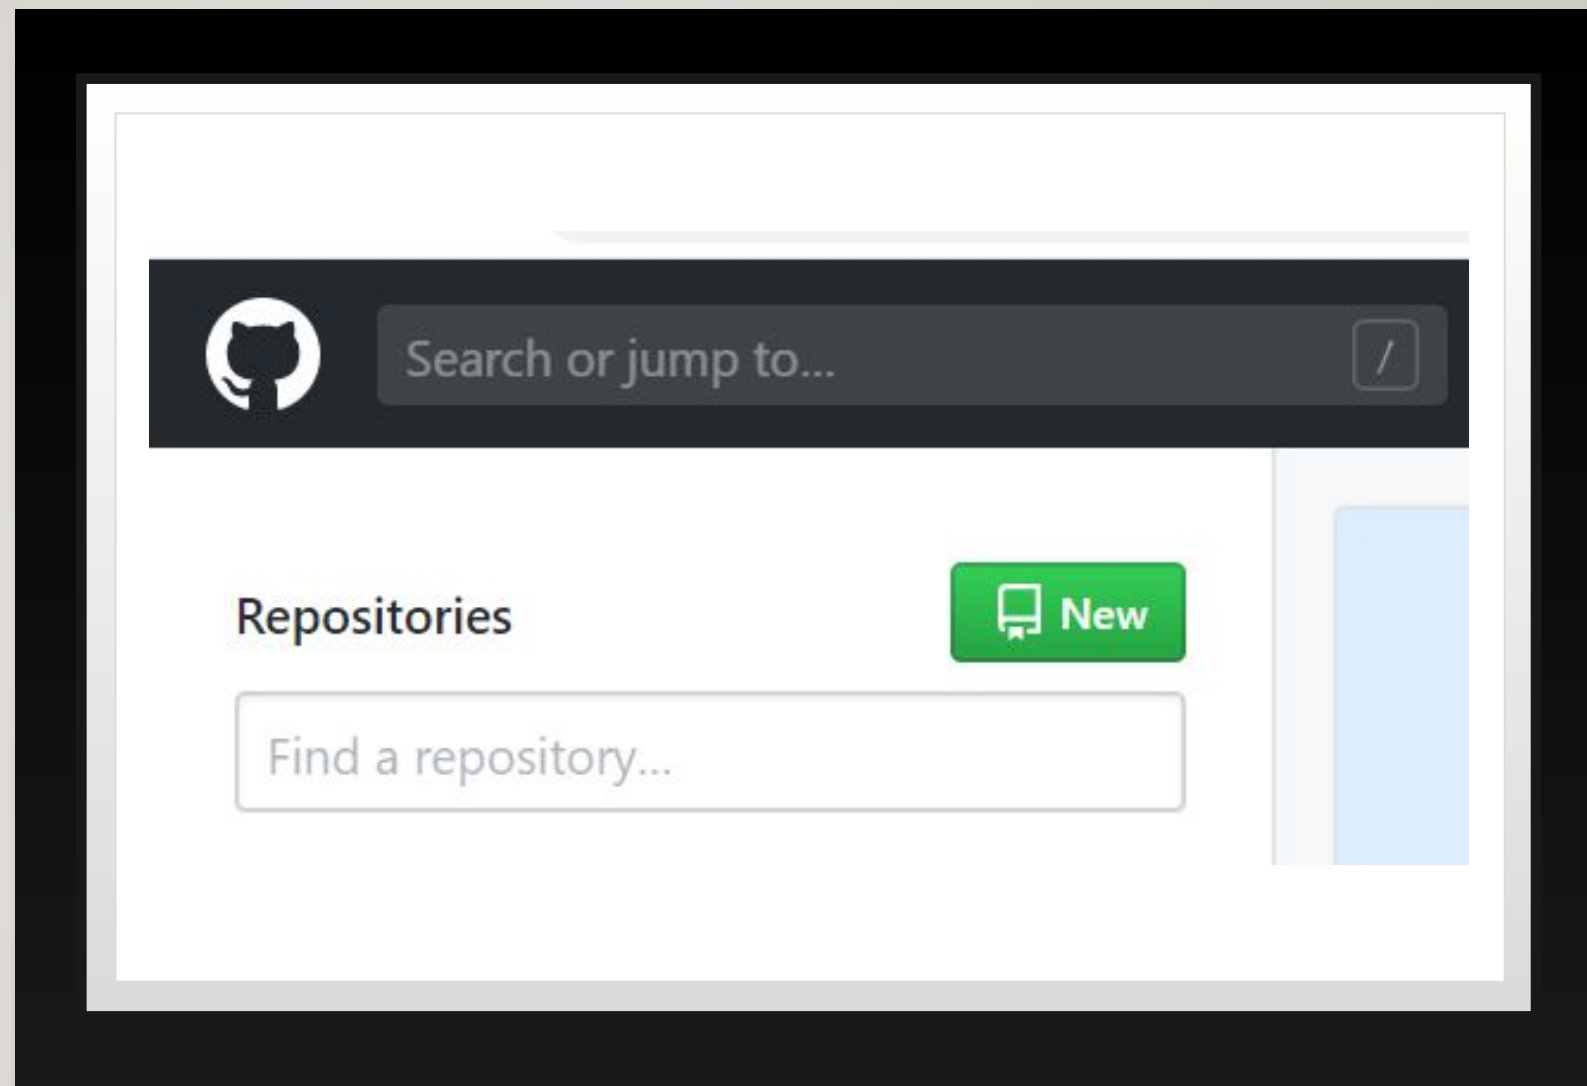 Search or jump to...
/
Repositories
New
Find a repository...